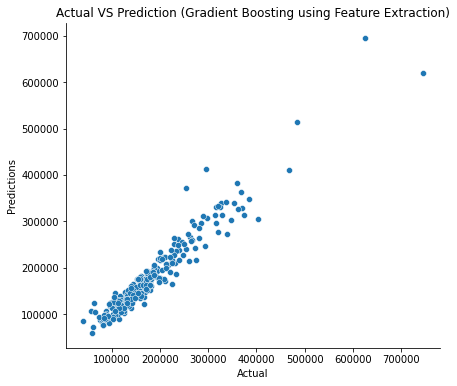 Actual VS Prediction (Gradient Boosting using Feature Extraction)
700000
600000
500000
400000
300000
200000
100000
Predictions
100000 200000 300000 400000 500000 600000 700000
Actual